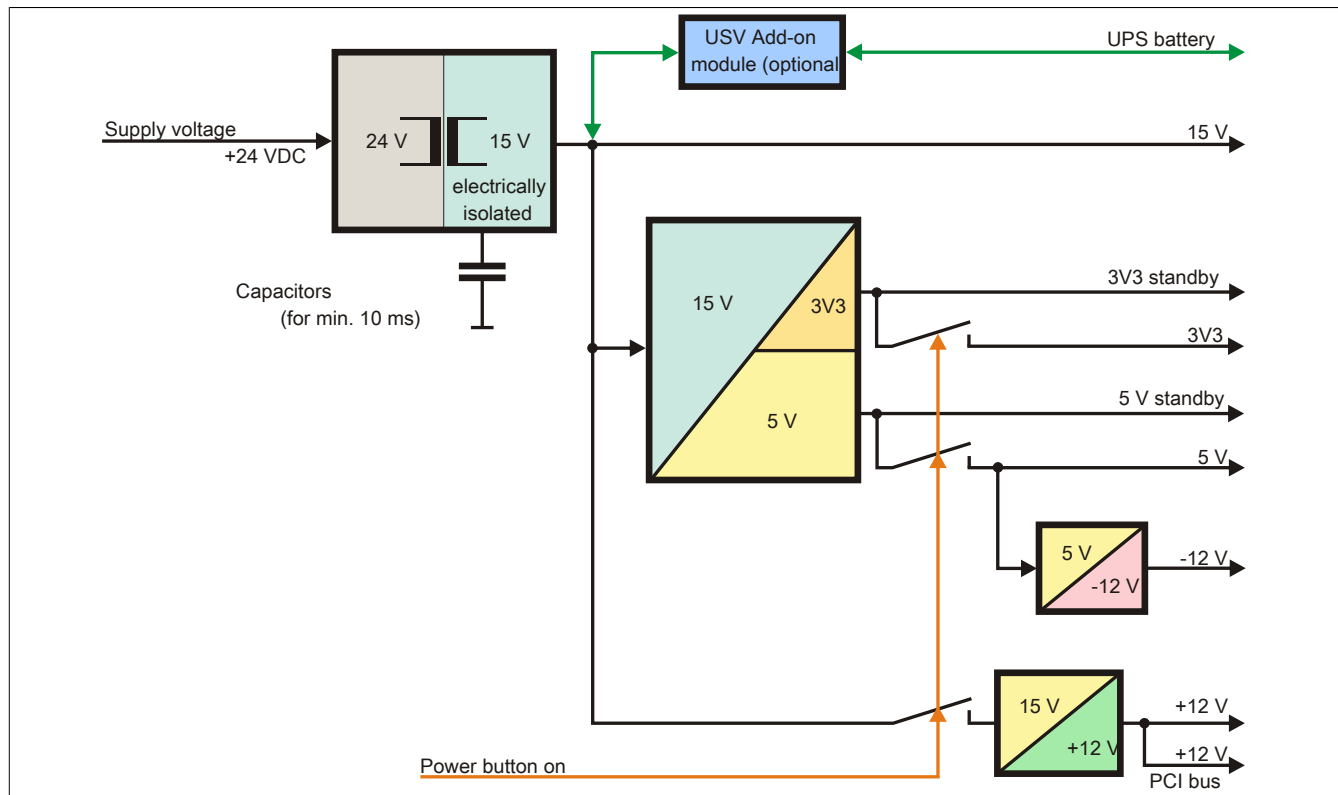 USV Add-on
module (optional
UPS battery
Supply voltage
+24 VDC
24 V
15 V
electrically
isolated
15 V
Capacitors
(for min. 10 ms)
15 V
3V3
5 V
3V3 standby
3V3
5 V standby
5 V
5 V
-12 V
-12 V
15 V
+12 V
+12 V
+12 V
PCI bus
Power button on